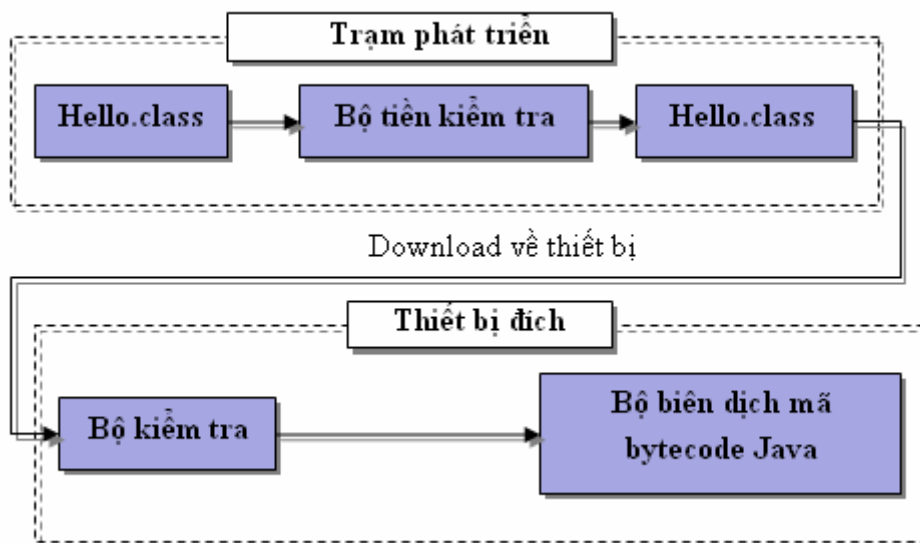 Trạm phát triển
Hello.class
Bộ tiền kiểm tra
Hello.class
Download về thiết bị
Thiết bị đích
Bộ kiểm tra
Bộ biên dịch mã
bytecode Java